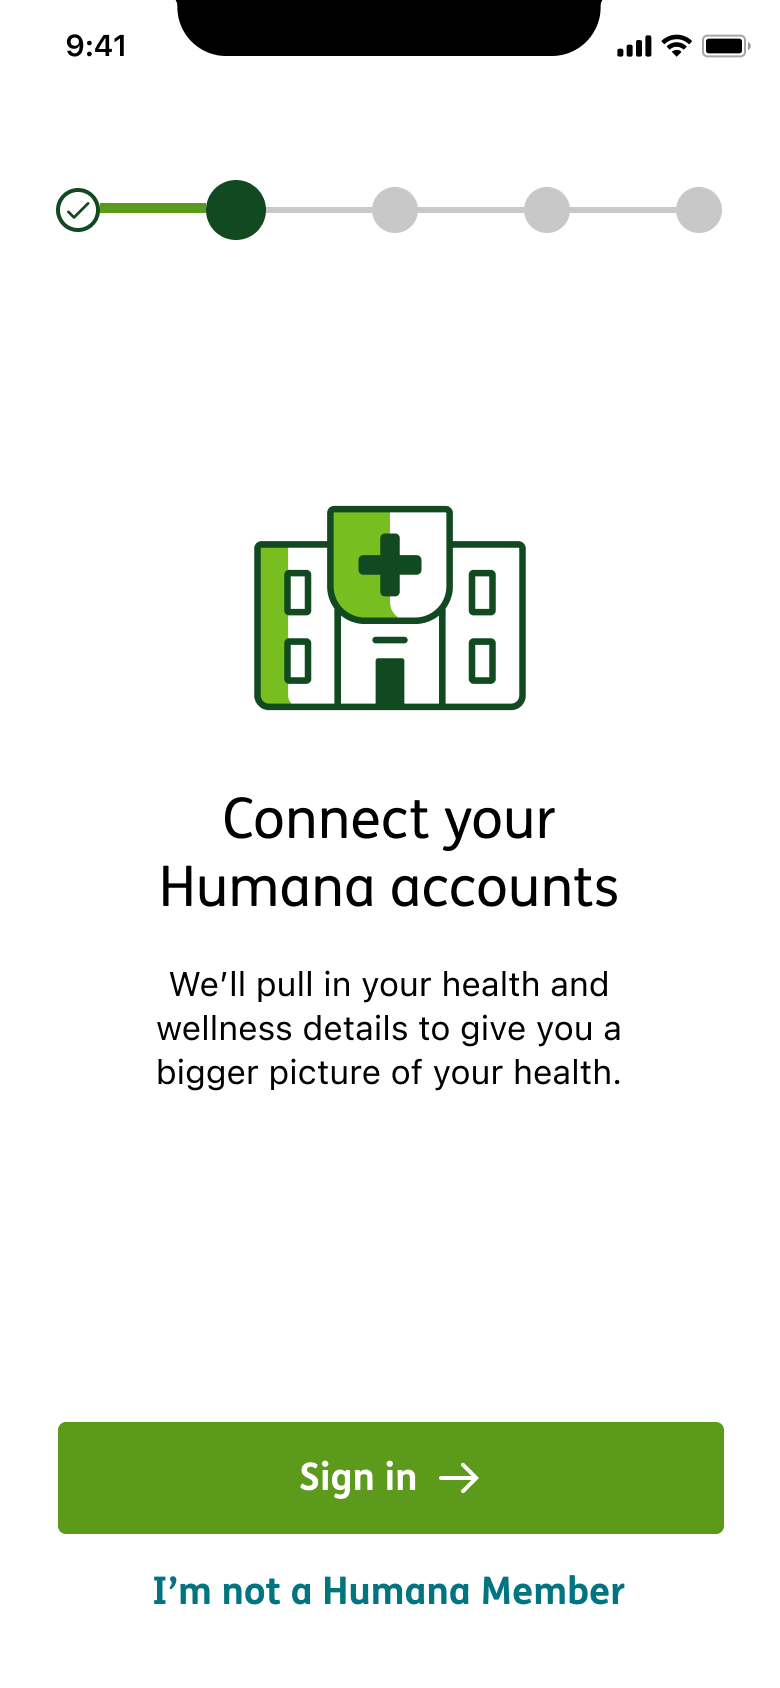 9:41
Connect your
Humana accounts
We’ll pull in your health and
wellness details to give you a
bigger picture of your health.
Sign in
I’m not a Humana Member